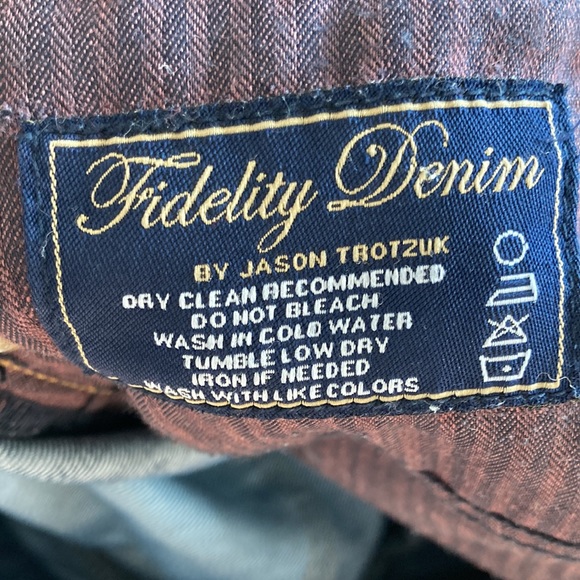 Fidelity Denim
BY JASON TROTZUK
DRY CLEAN RECOMMENDED
DO NOT BLEACH
WASH IN COLD WATER
TUMBLE LOW DRY
IRON IF NEEDED
WASH WITH LIKE COLORS